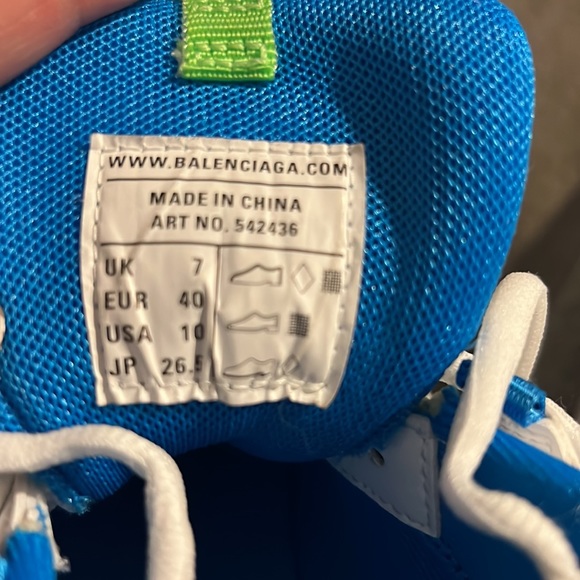 WWW.BALENCIAGA.COM
MADE IN CHINA
ART NO. 542436
UK 7
EUR 40
USA 10
JP 26.5